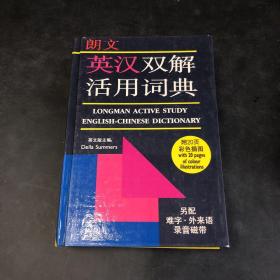 朗文
英汉双解
活用词典
LONGMAN ACTIVE STUDY
ENGLISH-CHINESE DICTIONARY
英文版主编:
Della Summers
附20页
彩色插图
with 20 pages
of colour
illustrations
另配
难字·外来语
录音磁带